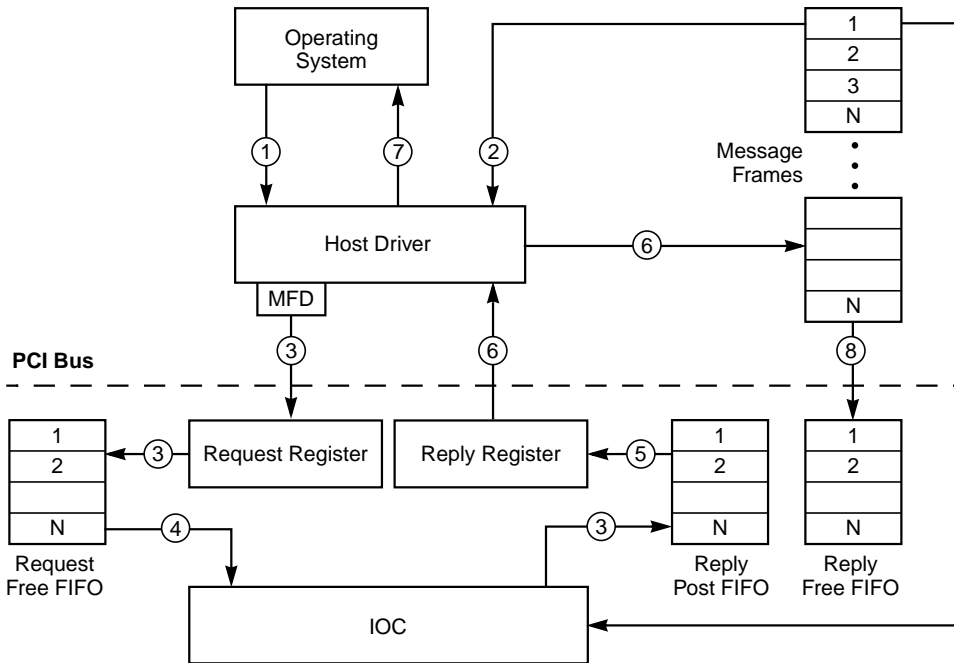 Operating
System
1
2
3
N
1
7
2
Message
Frames
Host Driver
6
MFD
N
3
6
8
PCI Bus
1
2
N
3
Request Register
Reply Register
5
1
2
N
1
2
N
4
3
Request
Free FIFO
Reply
Post FIFO
Reply
Free FIFO
IOC